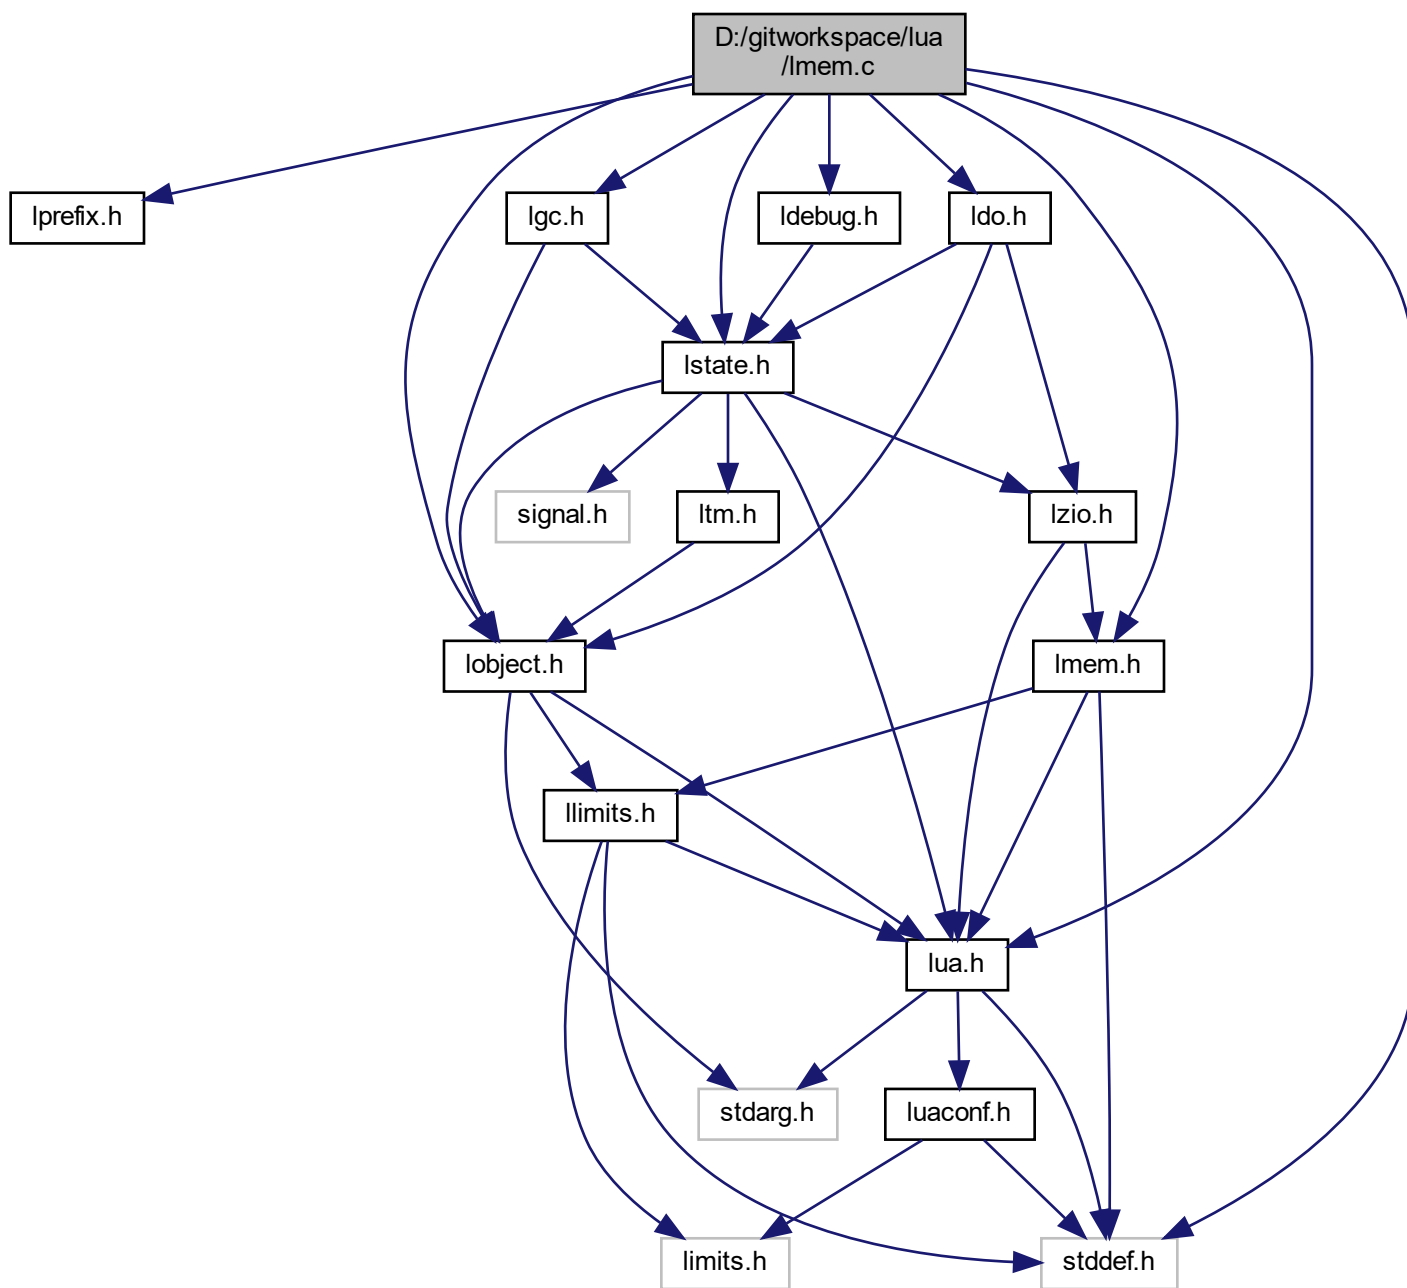 D:/gitworkspace/lua
/lmem.c
lprefix.h
lgc.h
ldebug.h
ldo.h
lstate.h
signal.h
ltm.h
lzio.h
lobject.h
lmem.h
llimits.h
lua.h
stdarg.h
luaconf.h
limits.h
stddef.h